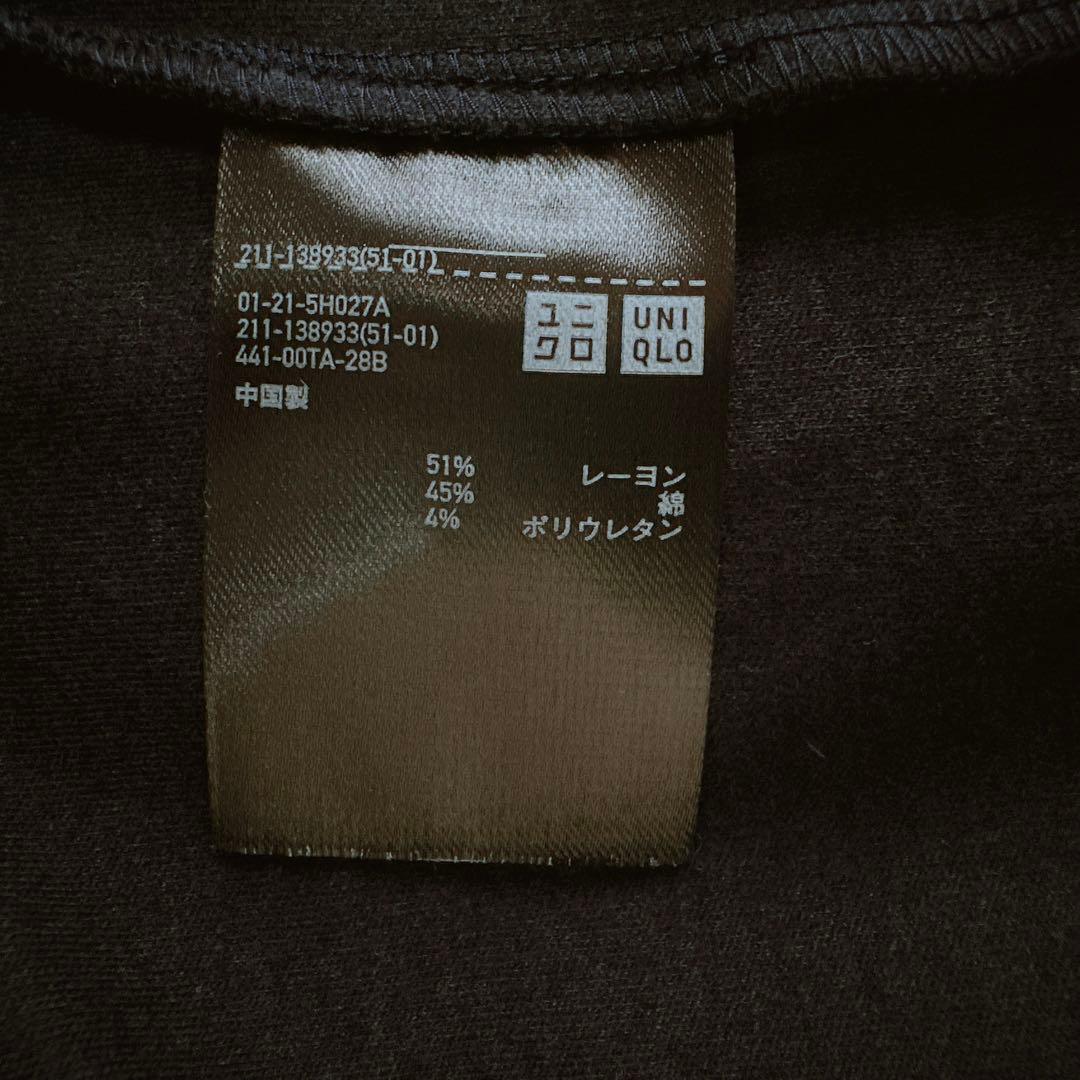 211-138933(51-01)
01-21-5H027A
211-138933(51-01)
441-00TA-28B
中国製
ユニ
クロ
UNI
QLO
51% レーヨン
45% 綿
4% ポリウレタン